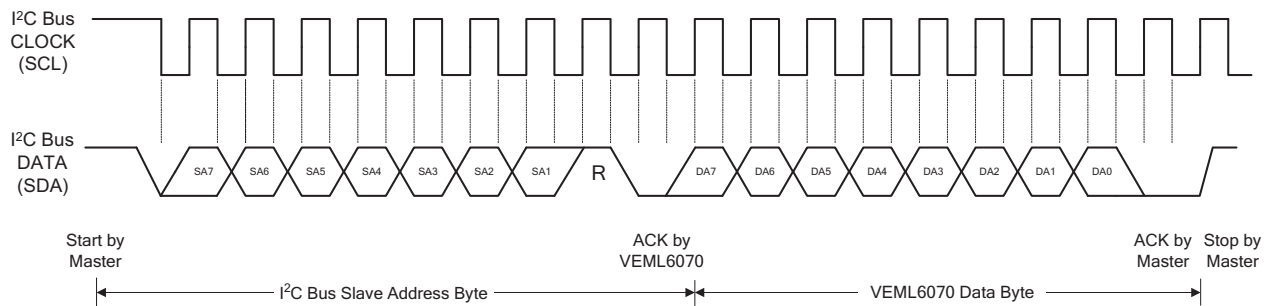 I²C Bus
CLOCK
(SCL)
I²C Bus
DATA
(SDA)
SA7 SA6 SA5 SA4 SA3 SA2 SA1 R DA7 DA6 DA5 DA4 DA3 DA2 DA1 DA0
Start by
Master
ACK by
VEML6070
ACK by
Master
Stop by
Master
I²C Bus Slave Address Byte
VEML6070 Data Byte